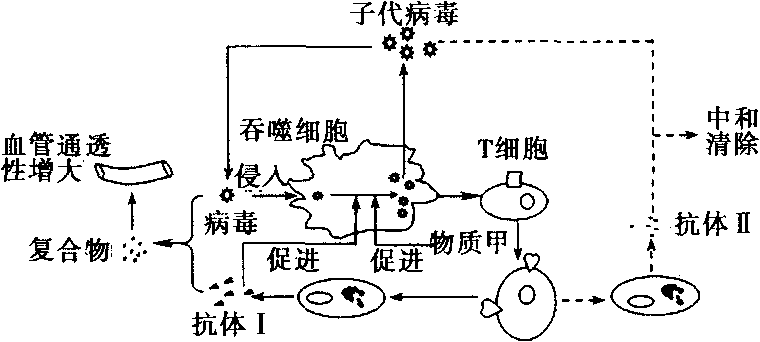 子代病毒
吞噬细胞
血管通透
性增大
中和
清除
T细胞
侵入
病毒
抗体Ⅱ
复合物
促进
促进
物质甲
抗体Ⅰ